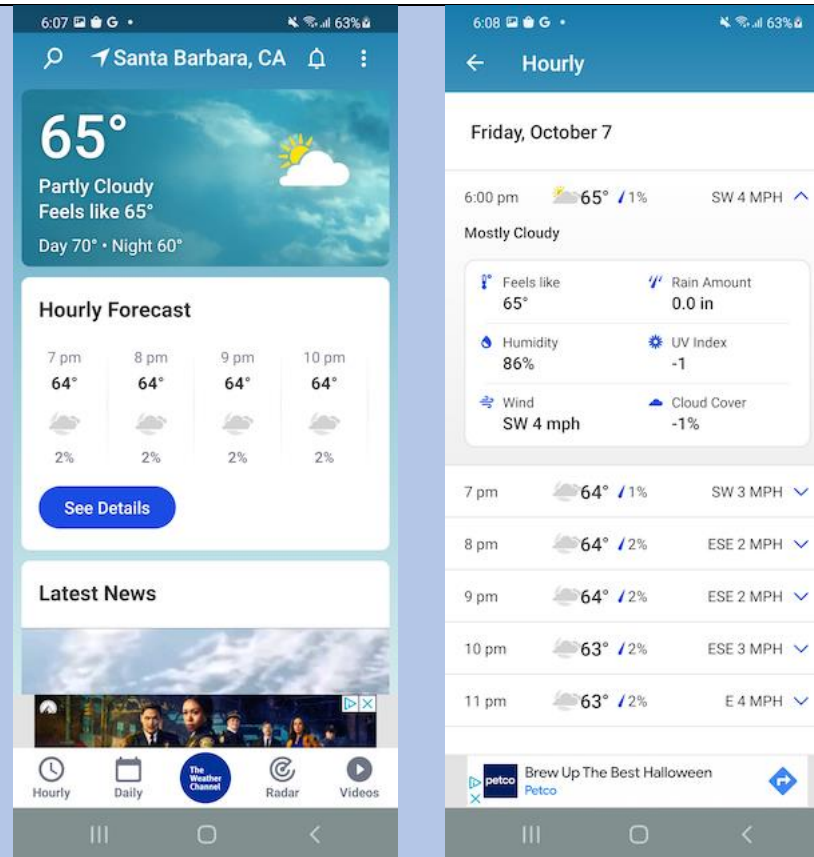 6:07 G •
63%
Santa Barbara, CA
65°
Partly Cloudy
Feels like 65°
Day 70° • Night 60°
Hourly Forecast
7 pm 8 pm 9 pm 10 pm
64° 64° 64° 64°
2% 2% 2% 2%
See Details
Latest News
Hourly
Daily
The
Weather
Channel
Radar
Videos
6:08 G •
63%
Hourly
Friday, October 7
6:00 pm 65° 1% SW 4 MPH
Mostly Cloudy
Feels like
65°
Rain Amount
0.0 in
Humidity
86%
UV Index
-1
Wind
SW 4 mph
Cloud Cover
-1%
7 pm 64° 1% SW 3 MPH
8 pm 64° 2% ESE 2 MPH
9 pm 64° 2% ESE 2 MPH
10 pm 63° 2% ESE 3 MPH
11 pm 63° 2% E 4 MPH
petco
Brew Up The Best Halloween
Petco